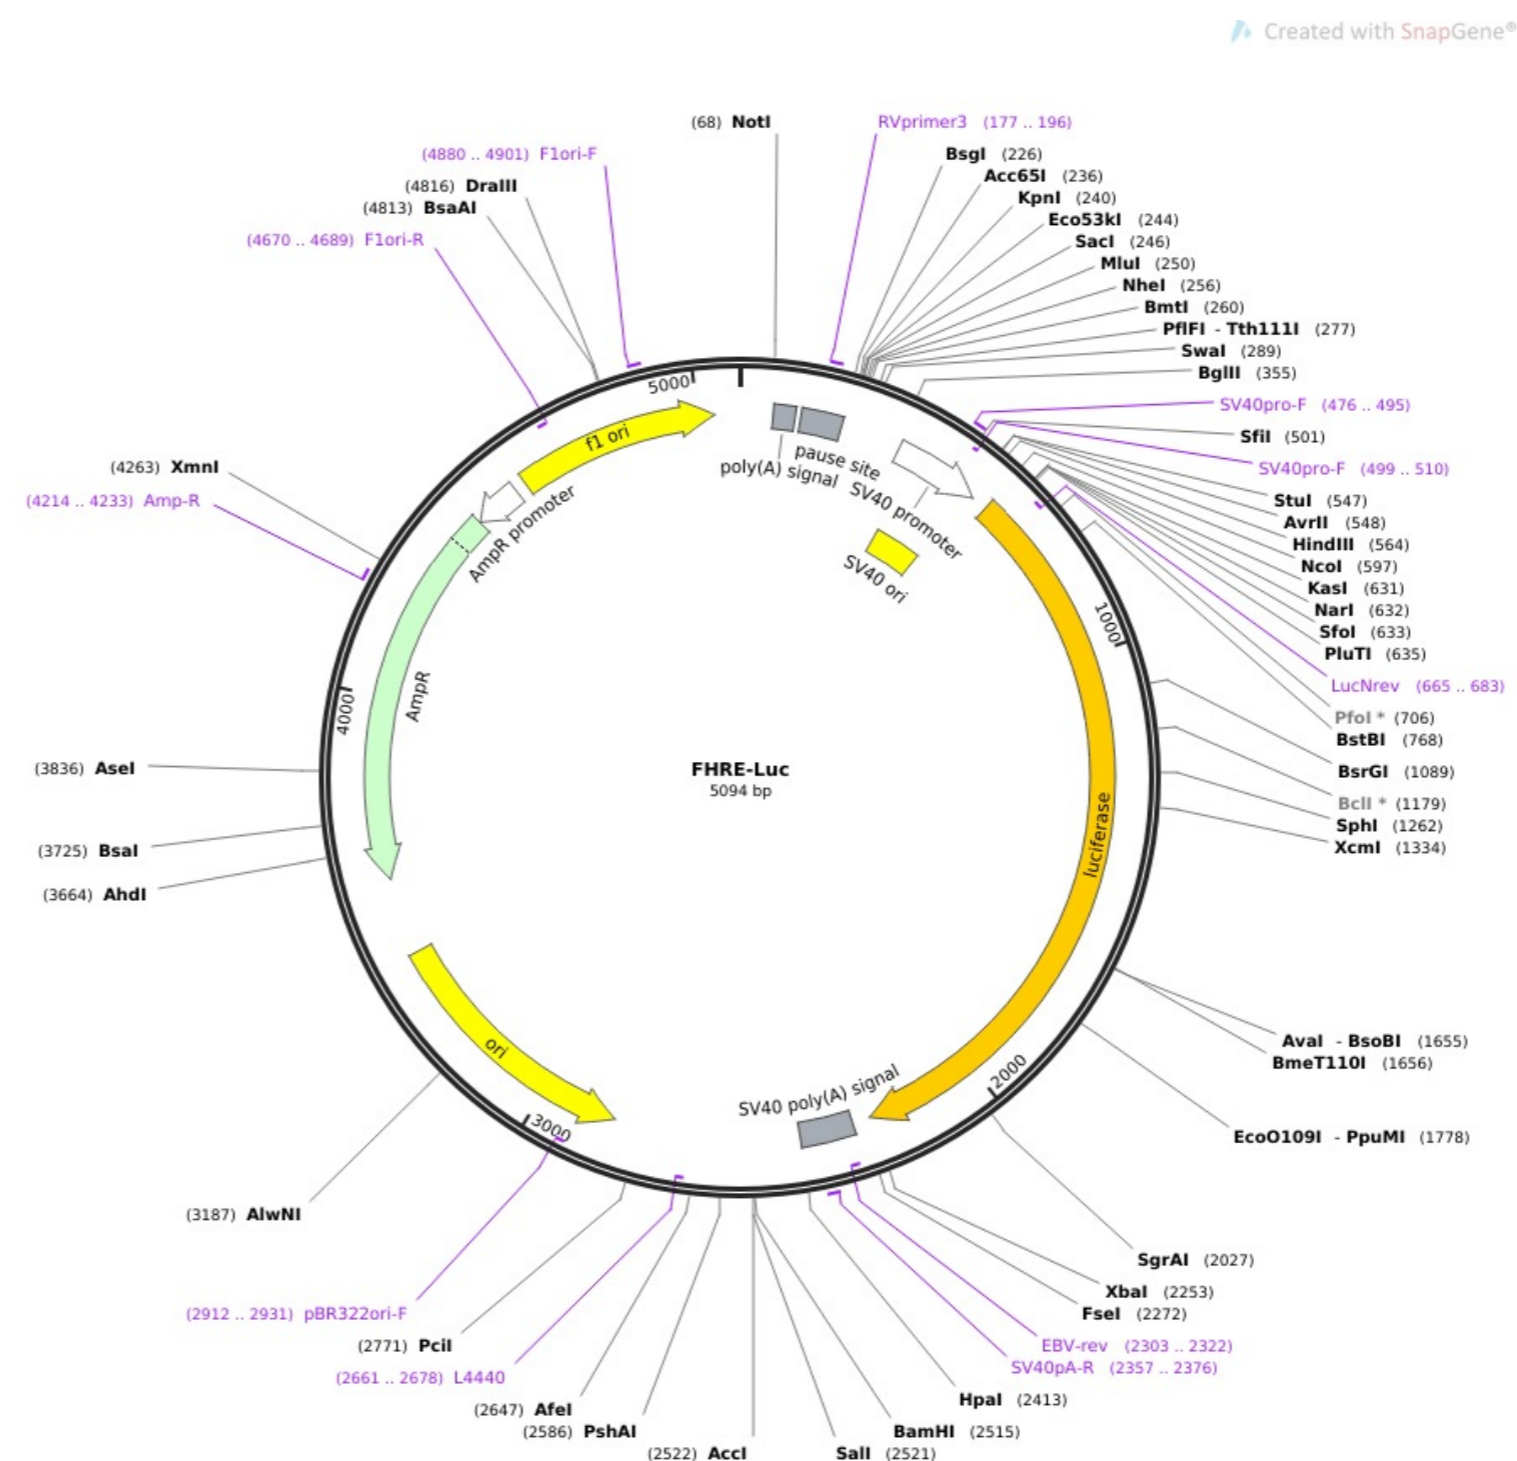 Created with SnapGene®
(68) NotI
RVprimer3 (177 .. 196)
(4880 .. 4901) F1ori-F
BsgI (226)
Acc65I (236)
(4816) DraIII
KpnI (240)
(4813) BsaAI
Eco53kI (244)
(4670 .. 4689) F1ori-R
SacI (246)
MluI (250)
NheI (256)
BmtI (260)
PflFI - Tth111I (277)
SwaI (289)
BglII (355)
5000
SV40pro-F (476 .. 495)
f1 ori
SfiI (501)
pause site
poly(A) signal
(4263) XmnI
SV40pro-F (499 .. 510)
(4214 .. 4233) Amp-R
StuI (547)
SV40 promoter
AvrII (548)
AmpR promoter
HindIII (564)
SV40 ori
NcoI (597)
KasI (631)
NarI (632)
1000
SfoI (633)
PluTI (635)
LucNrev (665 .. 683)
AmpR
4000
PfoI * (706)
BstBI (768)
(3836) AseI
FHRE-Luc
5094 bp
BsrGI (1089)
BclI * (1179)
SphI (1262)
luciferase
XcmI (1334)
(3725) BsaI
(3664) AhdI
AvaI - BsoBI (1655)
BmeT110I (1656)
ori
2000
SV40 poly(A) signal
3000
EcoO109I - PpuMI (1778)
(3187) AlwNI
SgrAI (2027)
XbaI (2253)
(2912 .. 2931) pBR322ori-F
FseI (2272)
(2771) PciI
EBV-rev (2303 .. 2322)
(2661 .. 2678) L4440
SV40pA-R (2357 .. 2376)
(2647) AfeI
HpaI (2413)
(2586) PshAI
BamHI (2515)
(2522) AccI
SalI (2521)